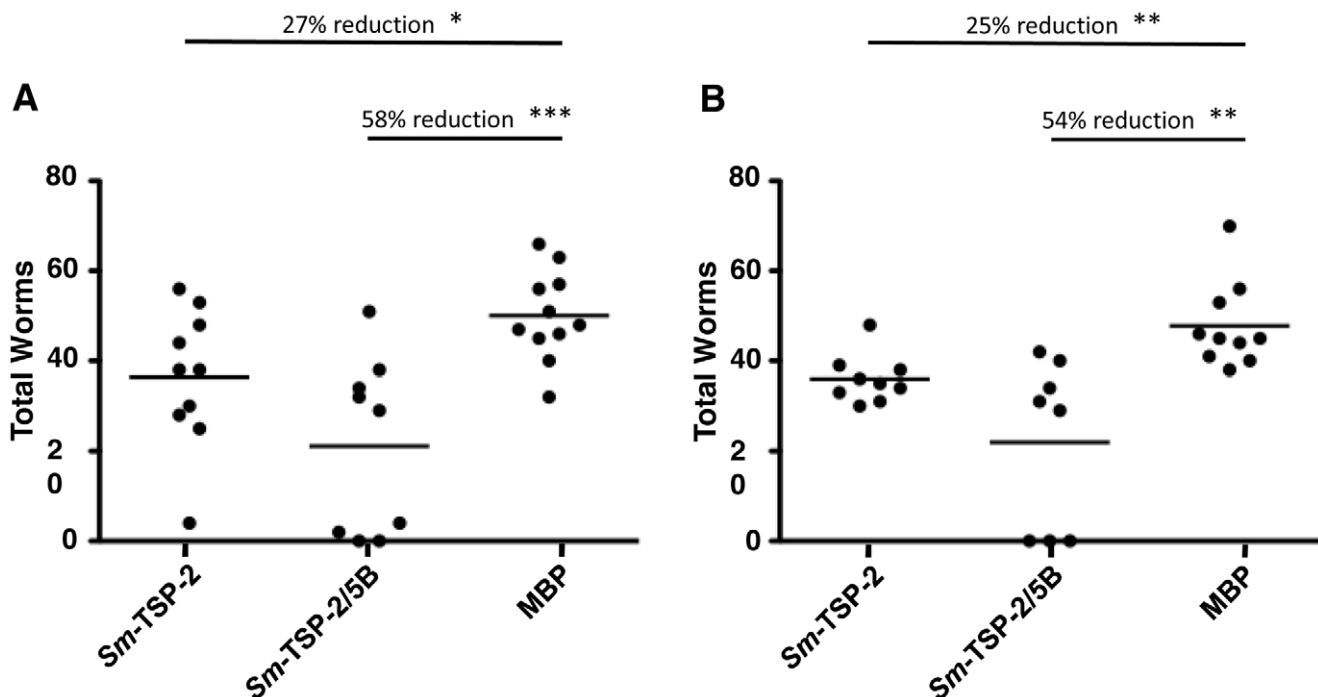 27% reduction *
25% reduction **
A
58% reduction ***
B
54% reduction **
Total Worms
80
60
40
2
0
0
Sm-TSP-2
Sm-TSP-2/5B
MBP
Total Worms
80
60
40
2
0
0
Sm-TSP-2
Sm-TSP-2/5B
MBP